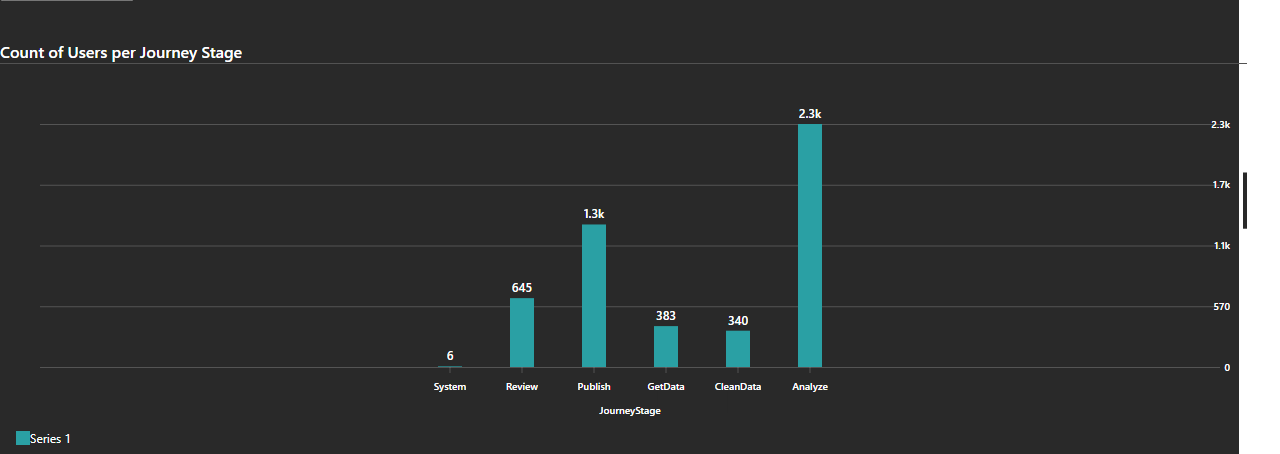 Count of Users per Journey Stage
2.3k
2.3k
1.7k
1.3k
1.1k
645
570
383
340
6
0
System Review Publish GetData CleanData Analyze
JourneyStage
Series 1